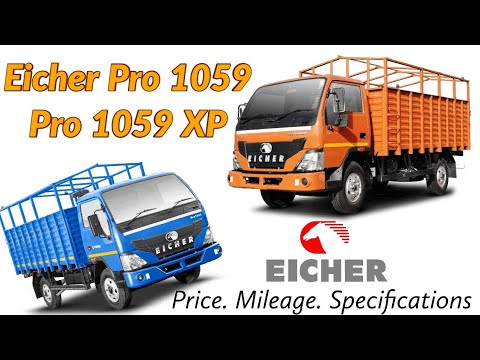 Eicher Pro 1059
Pro 1059 XP
EICHER
EICHER
EICHER
Price. Mileage. Specifications